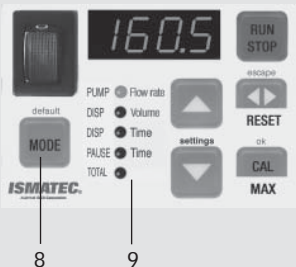 160.5
RUN
STOP
escape
RESET
default
MODE
PUMP Flow rate
DISP Volume
DISP Time
PAUSE Time
TOTAL
settings
ok
CAL
MAX
ISMATEC®
8
9